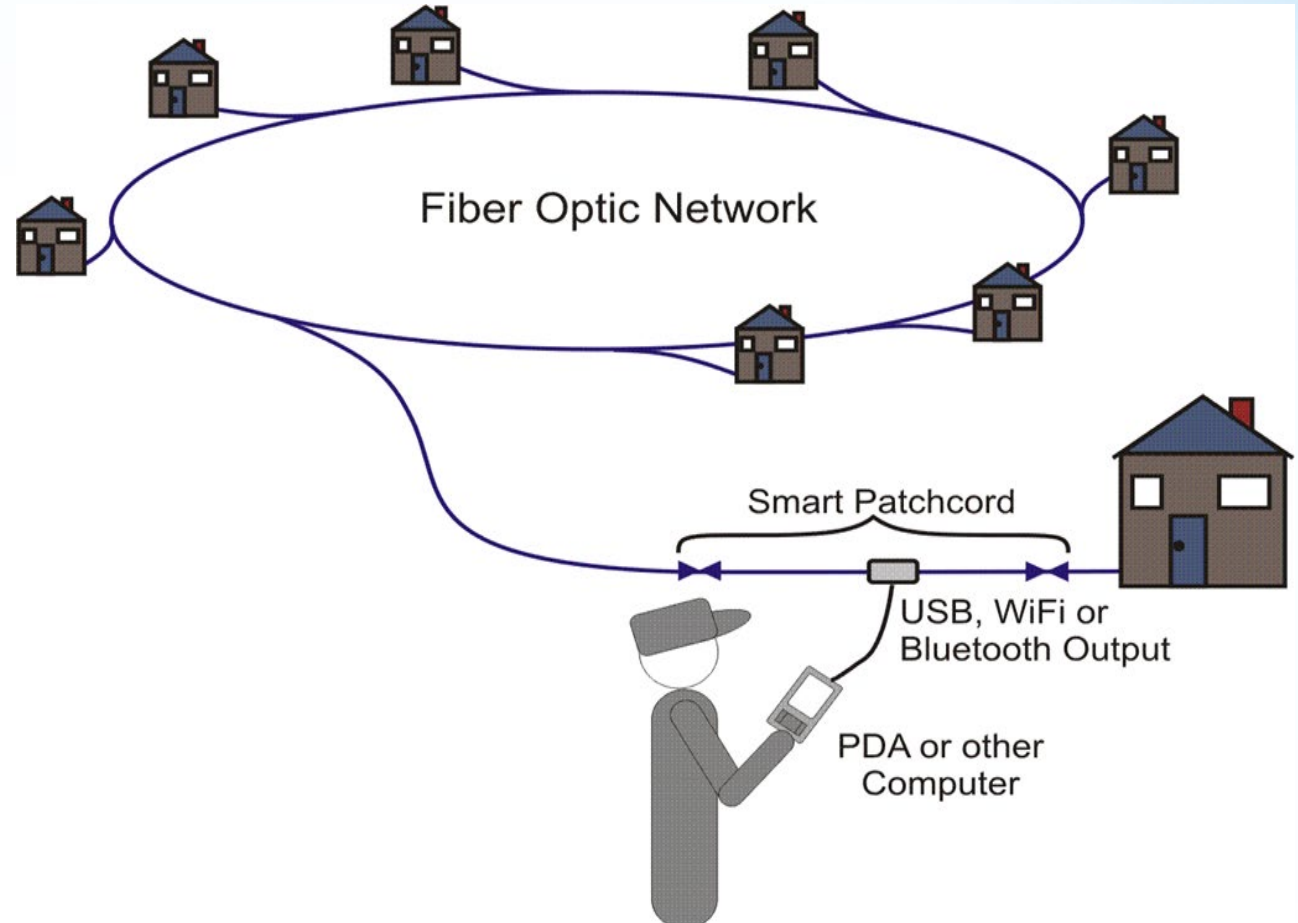 Fiber Optic Network
Smart Patchcord
USB, WiFi or
Bluetooth Output
PDA or other
Computer